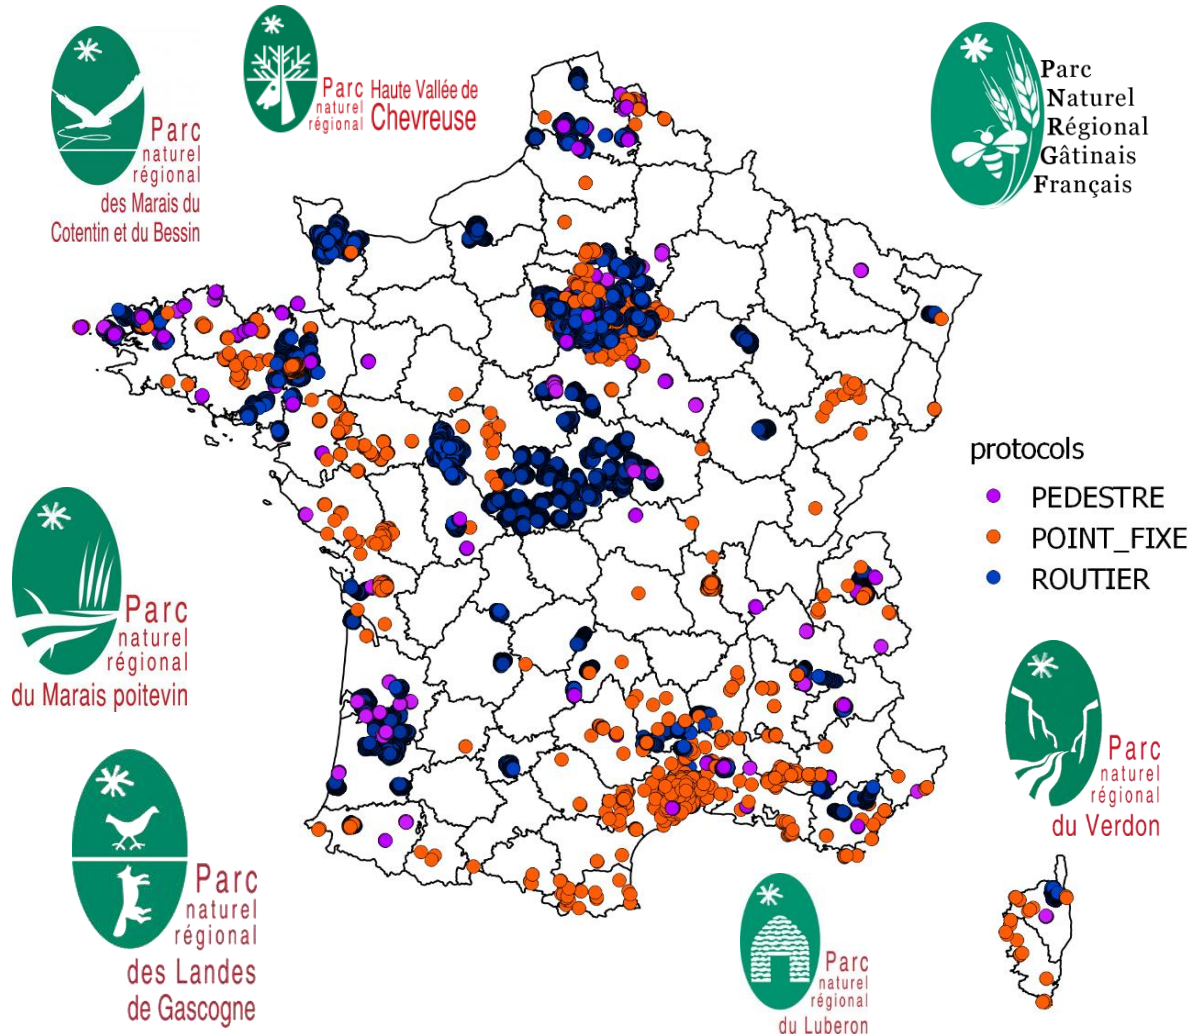 Parc
naturel
régional
des Marais du
Cotentin et du Bessin
Parc
naturel
régional
Haute Vallée de
Chevreuse
Parc
Naturel
Régional
Gâtinais
Français
protocols
PEDESTRE
POINT_FIXE
ROUTIER
Parc
naturel
régional
du Marais poitevin
Parc
naturel
régional
du Verdon
Parc
naturel
régional
des Landes
de Gascogne
Parc
naturel
régional
du Luberon